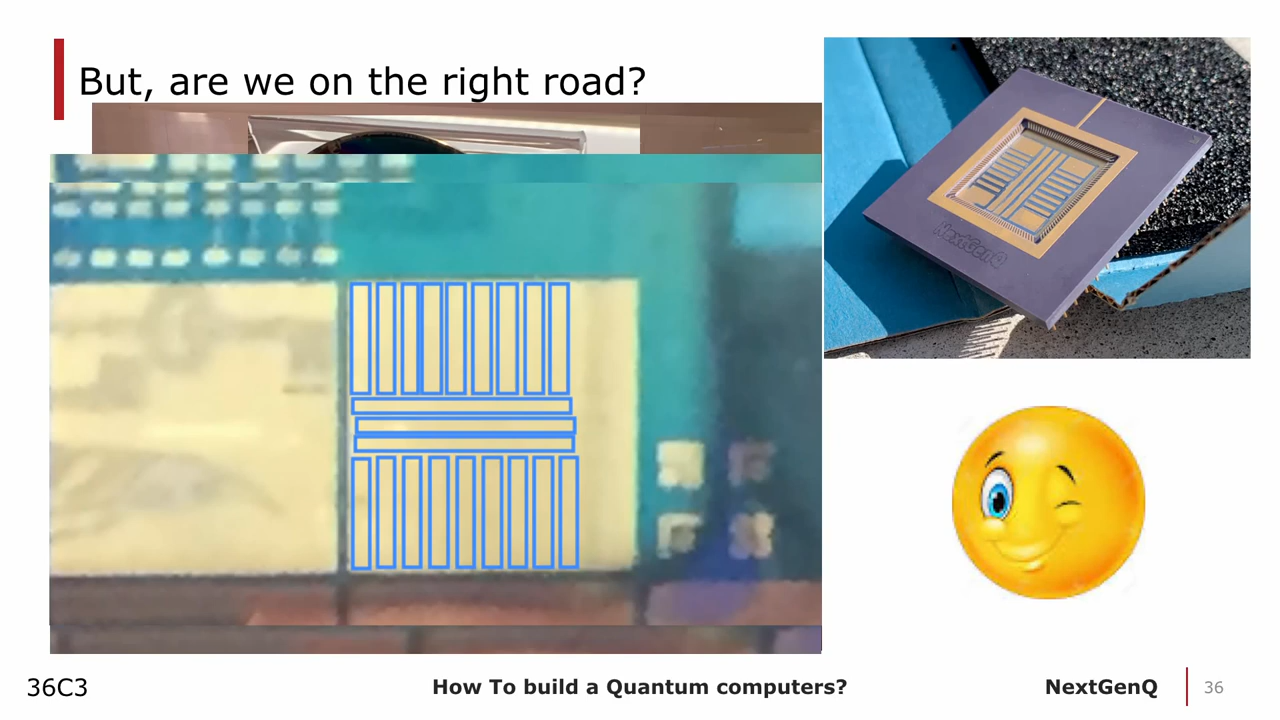 But, are we on the right road?
NextGenQ
36C3
How To build a Quantum computers?
NextGenQ
36